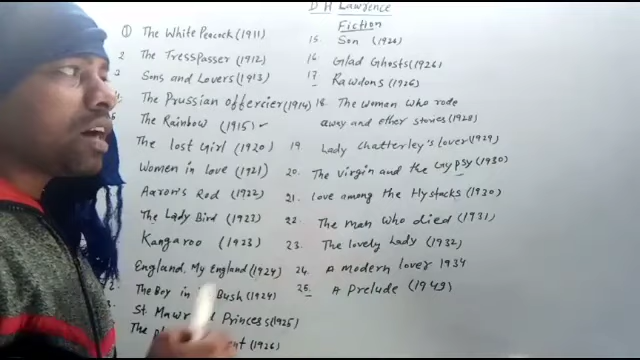 D H Lawrence
Fiction
① The White Peacock (1911)
2 The Tresspasser (1912)
Sons and Lovers (1913)
The Prussian offercier (1914)
The Rainbow (1915)
The Lost Girl (1920)
Women in Love (1921)
Aaron's Rod (1922)
The Lady Bird (1923)
Kangaroo (1923)
England, My England (1924)
The Boy in Bush (1924)
St. Princess (1925)
The (1926)
15. Son (1926)
16. Glad Ghosts (1926)
17 Rawdons (1926)
18. The woman who rode
away and other stories (1928)
19 Lady Chatterley's lover (1929)
20. The virgin and the Gypsy (1930)
21. Love among the Hystacks (1930)
22. The man who died (1931)
23. The lovely Lady (1932)
24. A modern lover 1934
25. A Prelude (1949)